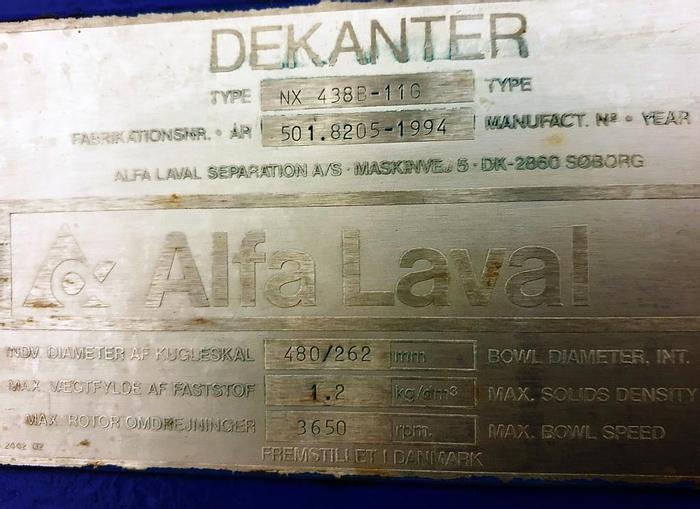 DEKANTER
TYPE NX 438B-11G TYPE
FABRIKATIONSNR. • ÅR 501.8205-1994 MANUFACT. Nº • YEAR
ALFA LAVAL SEPARATION A/S · MASKINVEJ 5 · DK-2860 SØBORG
Alfa Laval
INDV. DIAMETER AF KUGLESKAL 480/262 mm. BOWL DIAMETER, INT.
MAX. VÆGTFYLDE AF FASTSTOF 1.2 kg/dm³ MAX. SOLIDS DENSITY
MAX. ROTOR OMDREJNINGER 3650 rpm. MAX. BOWL SPEED
FREMSTILLET I DANMARK